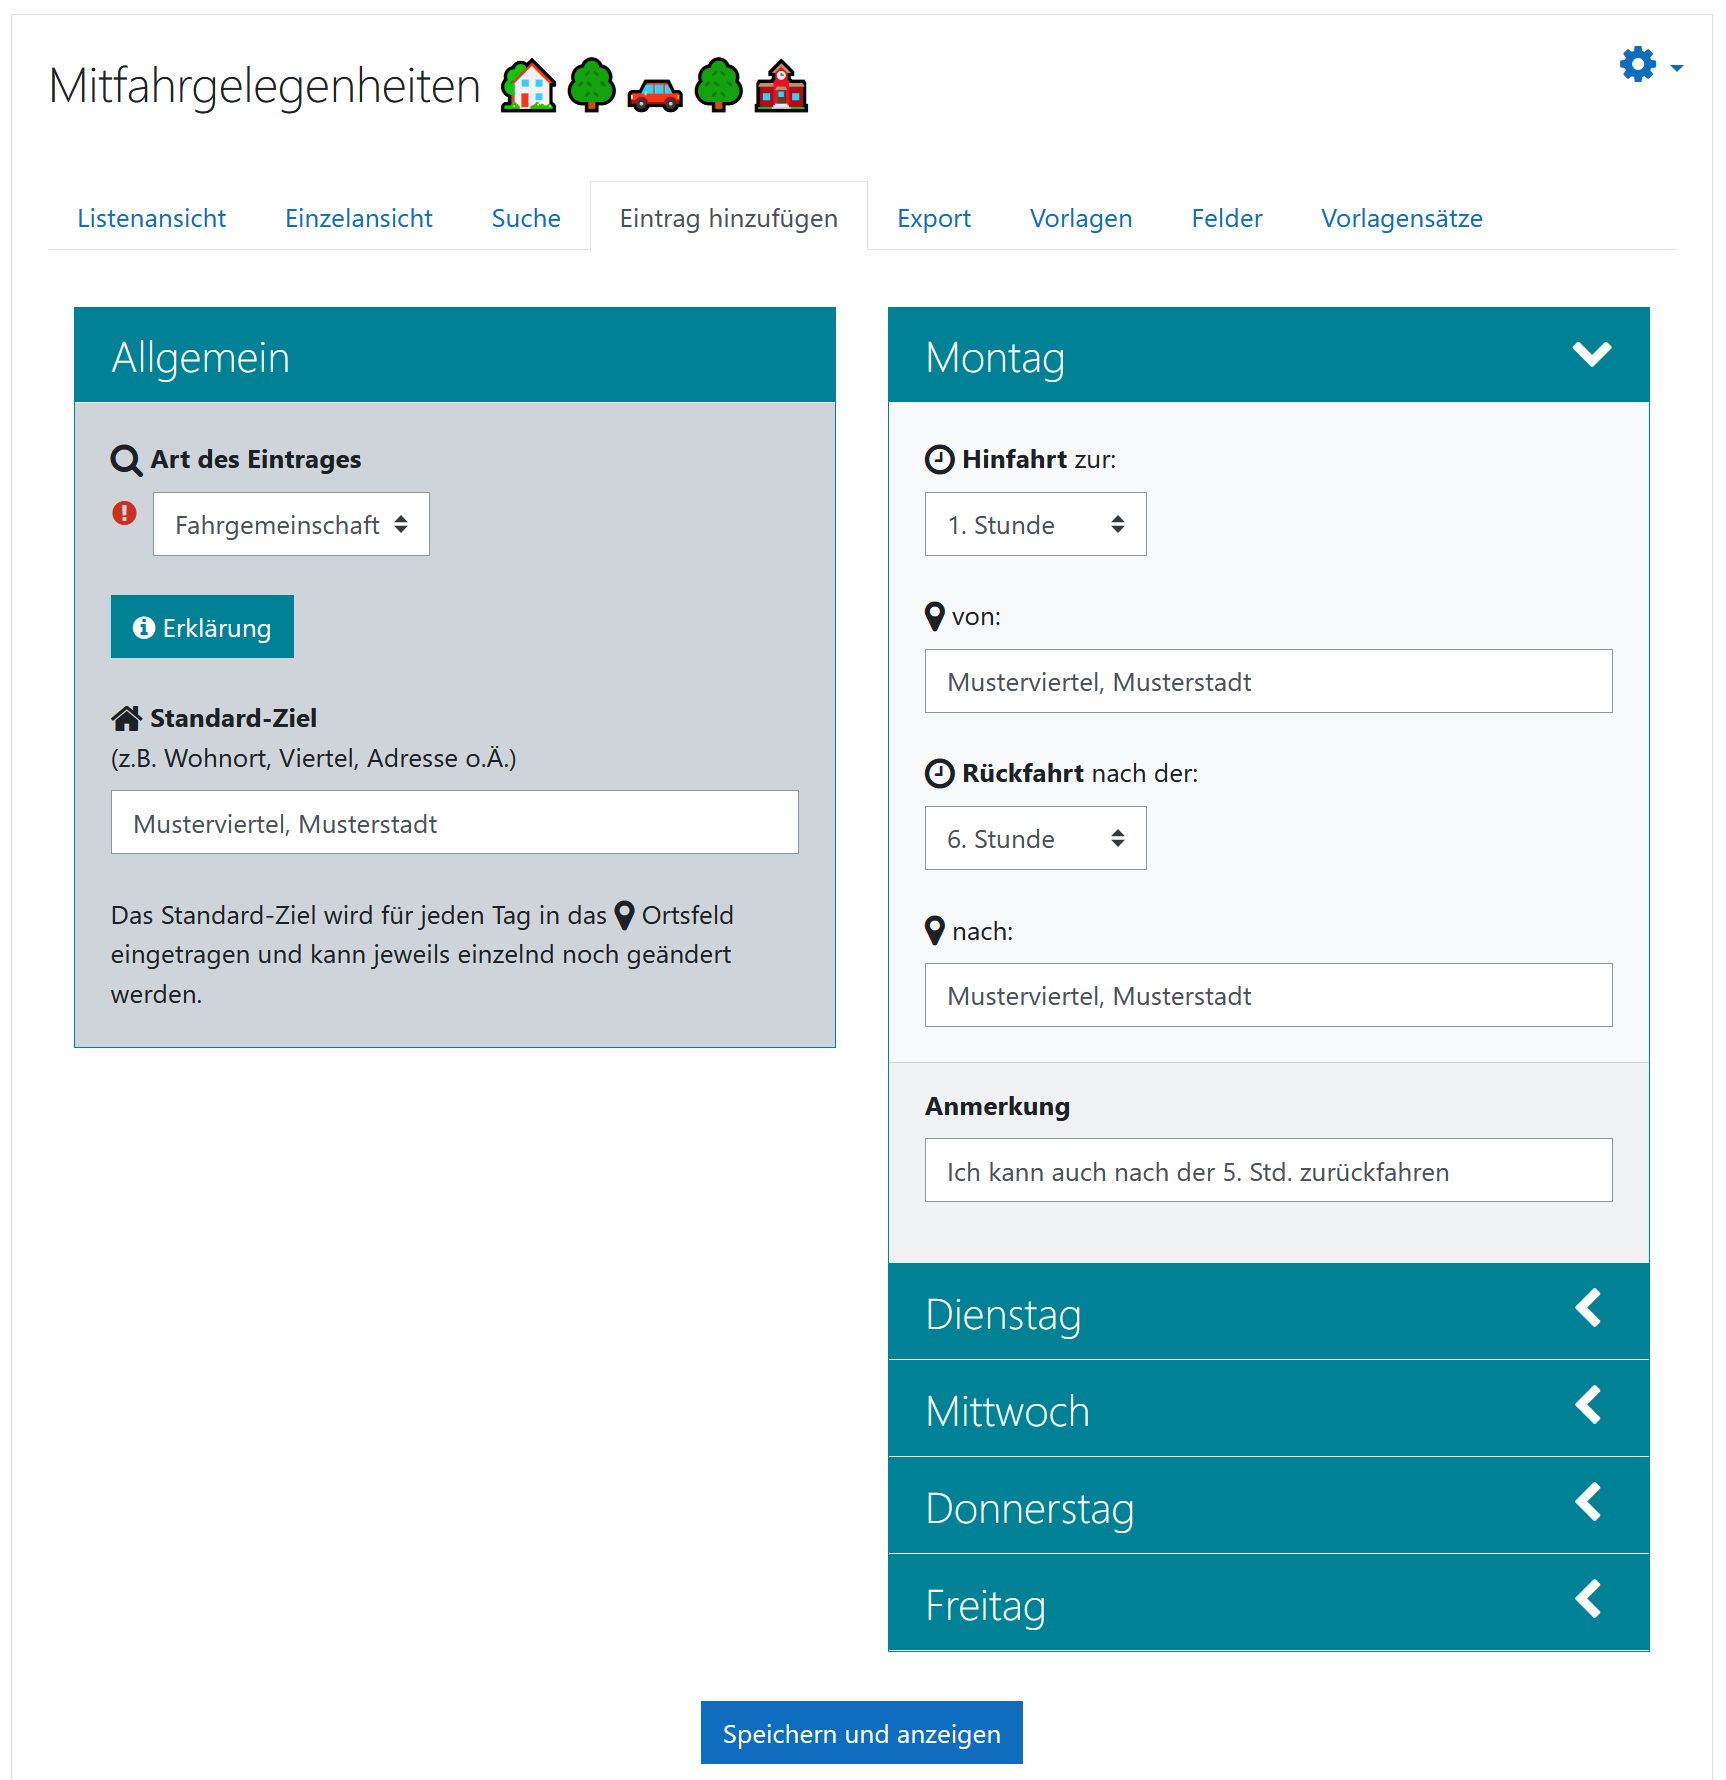 Mitfahrgelegenheiten
Listenansicht Einzelansicht Suche Eintrag hinzufügen Export Vorlagen Felder Vorlagensätze
Allgemein
Art des Eintrages
Fahrgemeinschaft
Erklärung
Standard-Ziel
(z.B. Wohnort, Viertel, Adresse o.Ä.)
Musterviertel, Musterstadt
Das Standard-Ziel wird für jeden Tag in das Ortsfeld
eingetragen und kann jeweils einzelnd noch geändert
werden.
Montag
Hinfahrt zur:
1. Stunde
von:
Musterviertel, Musterstadt
Rückfahrt nach der:
6. Stunde
nach:
Musterviertel, Musterstadt
Anmerkung
Ich kann auch nach der 5. Std. zurückfahren
Dienstag
Mittwoch
Donnerstag
Freitag
Speichern und anzeigen